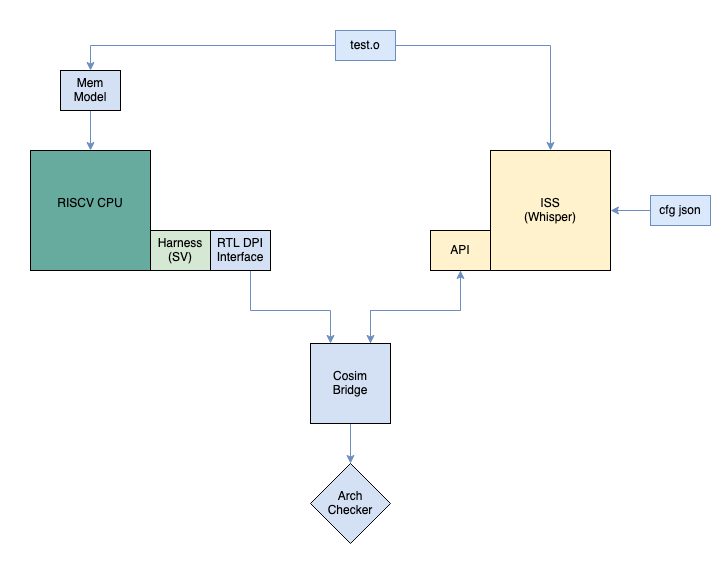 test.o
Mem
Model
RISCV CPU
ISS
(Whisper)
cfg json
Harness
(SV)
RTL DPI
Interface
API
Cosim
Bridge
Arch
Checker